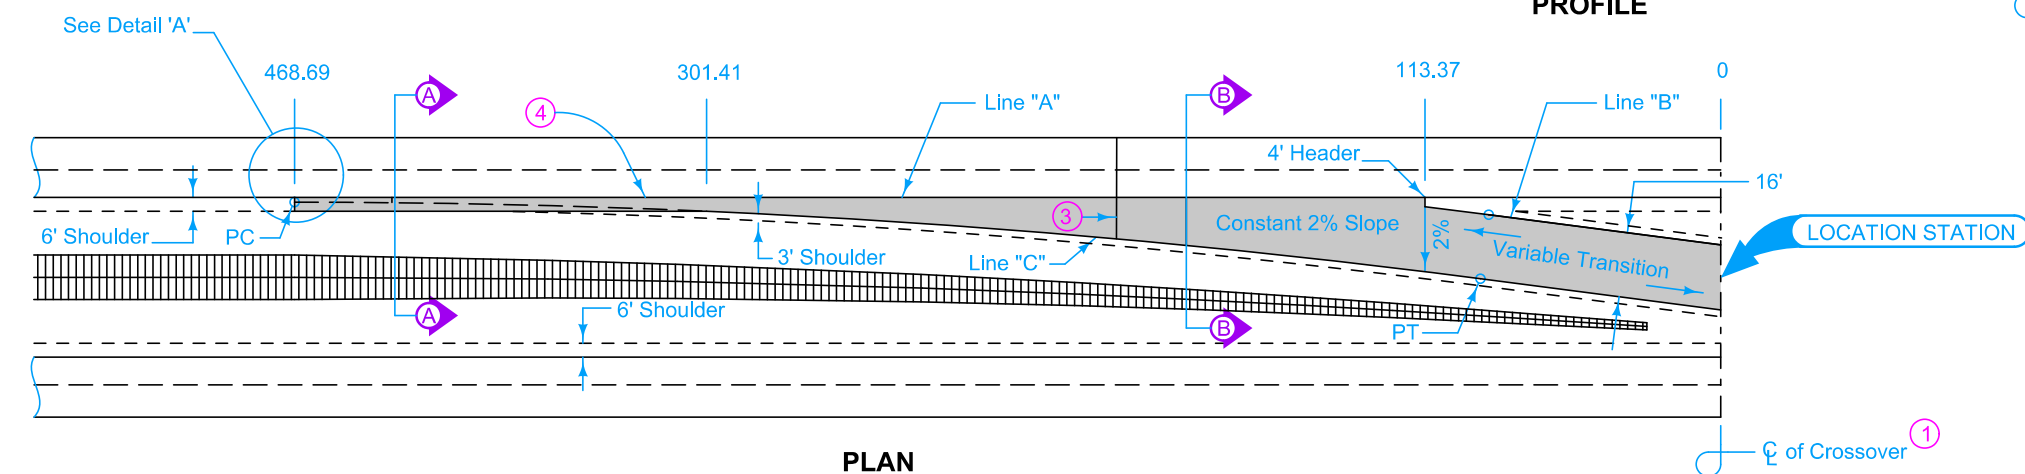 PROFILE
See Detail 'A'
468.69
301.41
113.37
0
A
B
4
Line "A"
Line "B"
4' Header
16'
3
Constant 2% Slope
2%
Variable Transition
LOCATION STATION
6' Shoulder
PC
3' Shoulder
Line "C"
A
6' Shoulder
B
PT
PLAN
℄ of Crossover 1